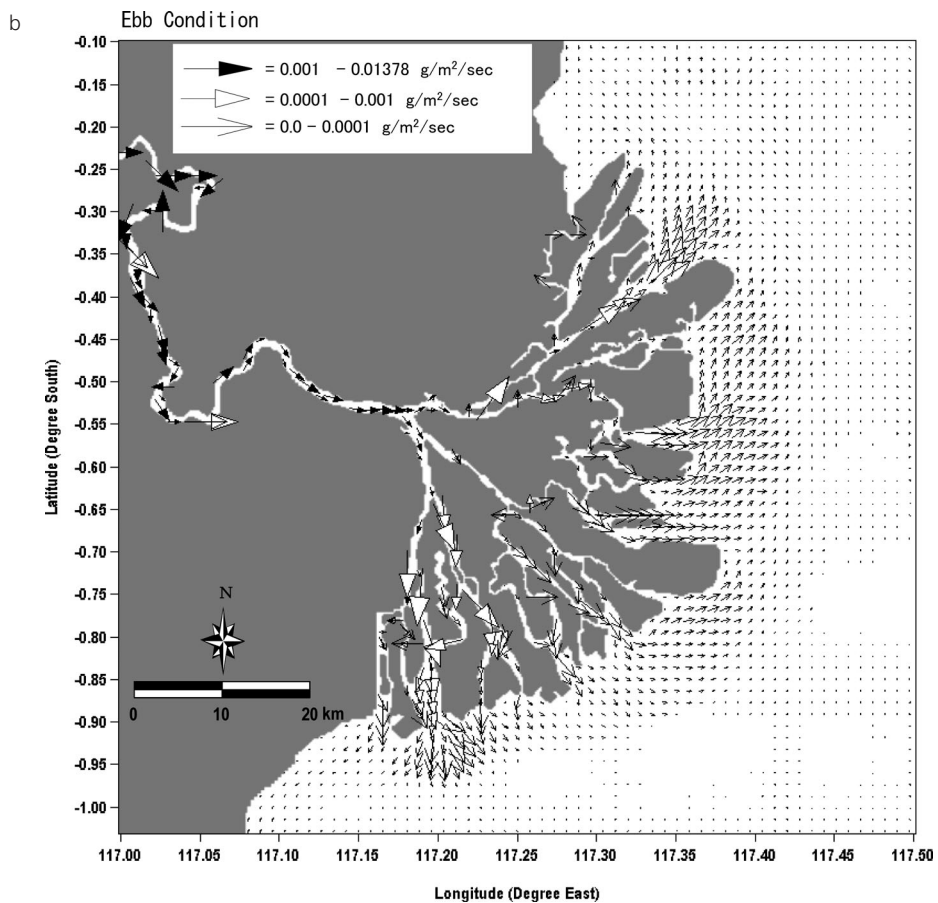 b
Ebb Condition
= 0.001 - 0.01378 g/m²/sec
= 0.0001 - 0.001 g/m²/sec
= 0.0 - 0.0001 g/m²/sec
-0.10
-0.20
-0.25
-0.30
-0.35
-0.40
-0.45
-0.50
-0.55
-0.60
-0.65
-0.70
-0.75
-0.80
-0.85
-0.90
-0.95
-1.00
Latitude (Degree South)
N
0 10 20 km
117.00 117.05 117.10 117.15 117.20 117.25 117.30 117.35 117.40 117.45 117.50
Longitude (Degree East)